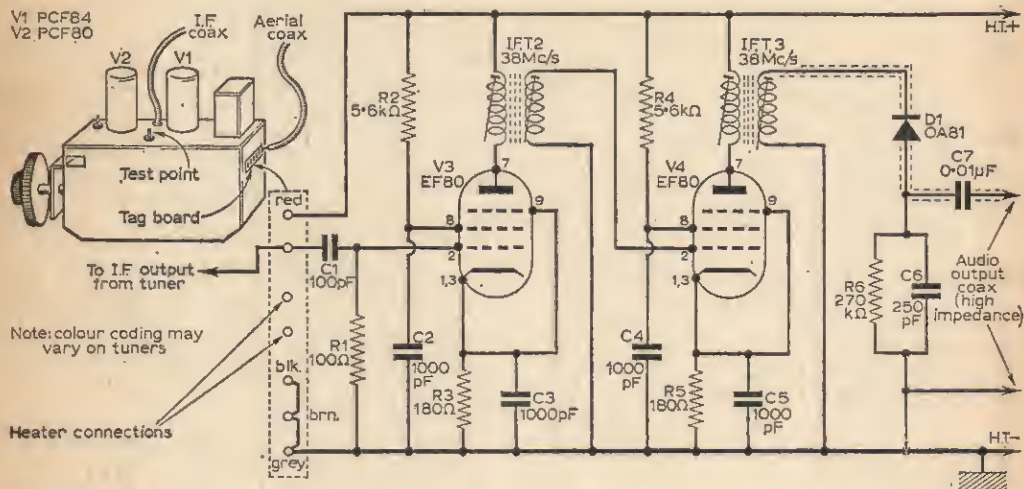 V1 PCF84
V2 PCF80
I.F.
coax
Aerial
coax
V2
V1
Test point
Tag board
red
To I.F. output
from tuner
Note: colour coding may
vary on tuners
Heater connections
blk.
brn.
grey
C1
100pF
R1
100Ω
R2
5·6kΩ
C2
1000
pF
I.F.T.2
38Mc/s
7
V3
EF80
9
8
2
1,3
R3
180Ω
C3
1000pF
R4
5·6kΩ
C4
1000
pF
I.F.T.3
38Mc/s
7
V4
EF80
9
8
2
1,3
R5
180Ω
C5
1000
pF
H.T.+
D1
OA81
C7
0·01µF
R6
270
kΩ
C6
250
pF
Audio
output
coax
(high
impedance)
H.T.-